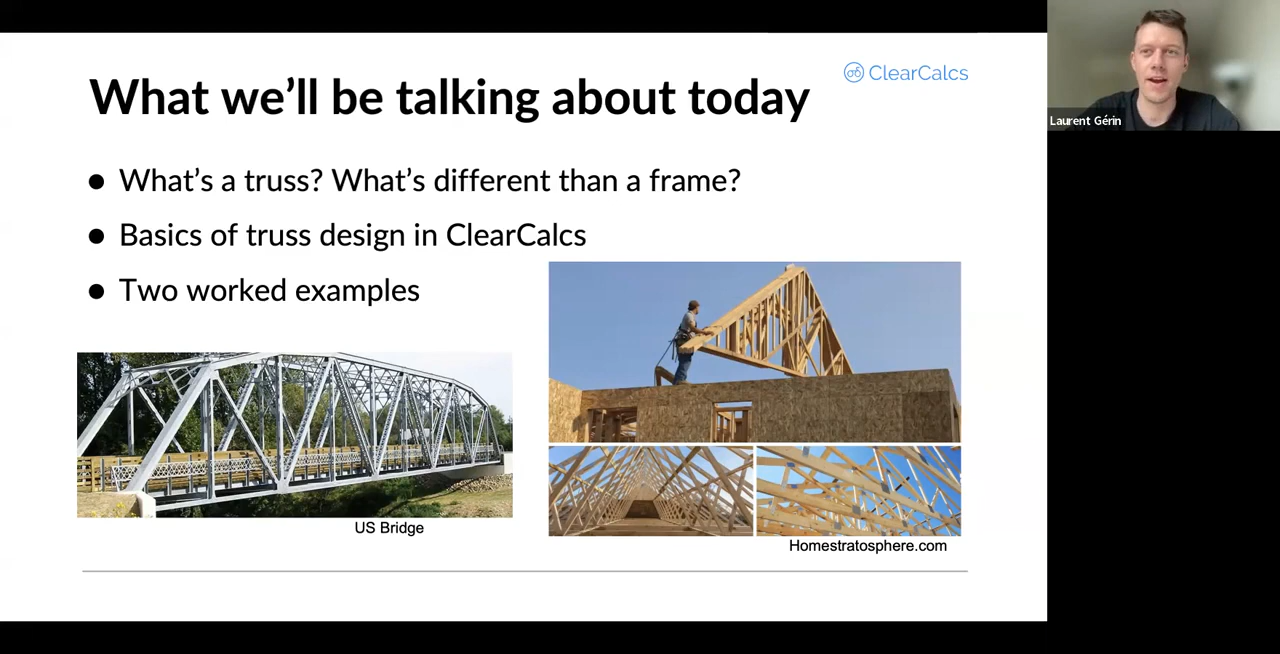 What we’ll be talking about today
ClearCalcs
● What’s a truss? What’s different than a frame?
● Basics of truss design in ClearCalcs
● Two worked examples
US Bridge
Homestratosphere.com
Laurent Gérin